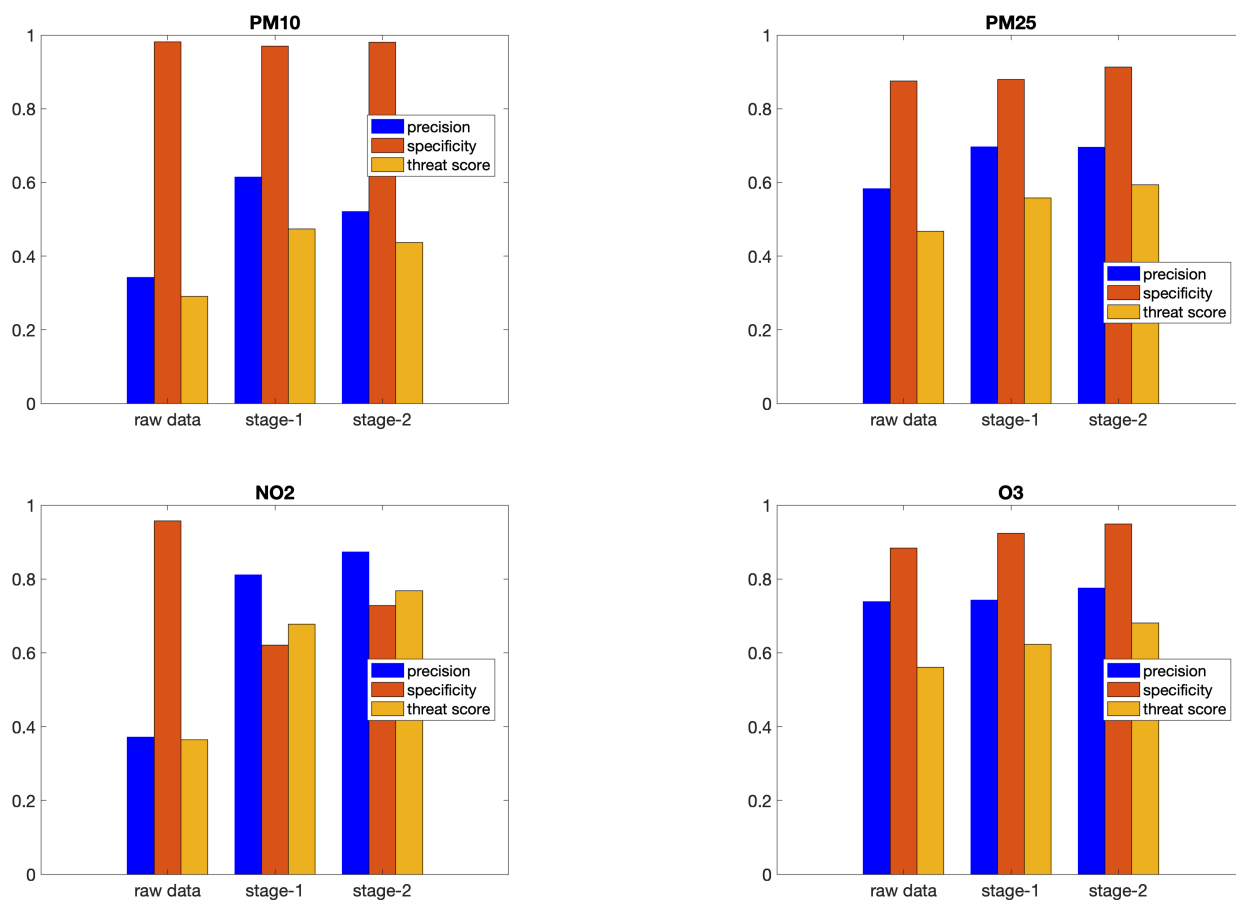 PM10
1
0.8
0.6
0.4
0.2
0
precision
specificity
threat score
raw data
stage-1
stage-2
PM25
1
0.8
0.6
0.4
0.2
0
precision
specificity
threat score
raw data
stage-1
stage-2
NO2
1
0.8
0.6
0.4
0.2
0
precision
specificity
threat score
raw data
stage-1
stage-2
O3
1
0.8
0.6
0.4
0.2
0
precision
specificity
threat score
raw data
stage-1
stage-2